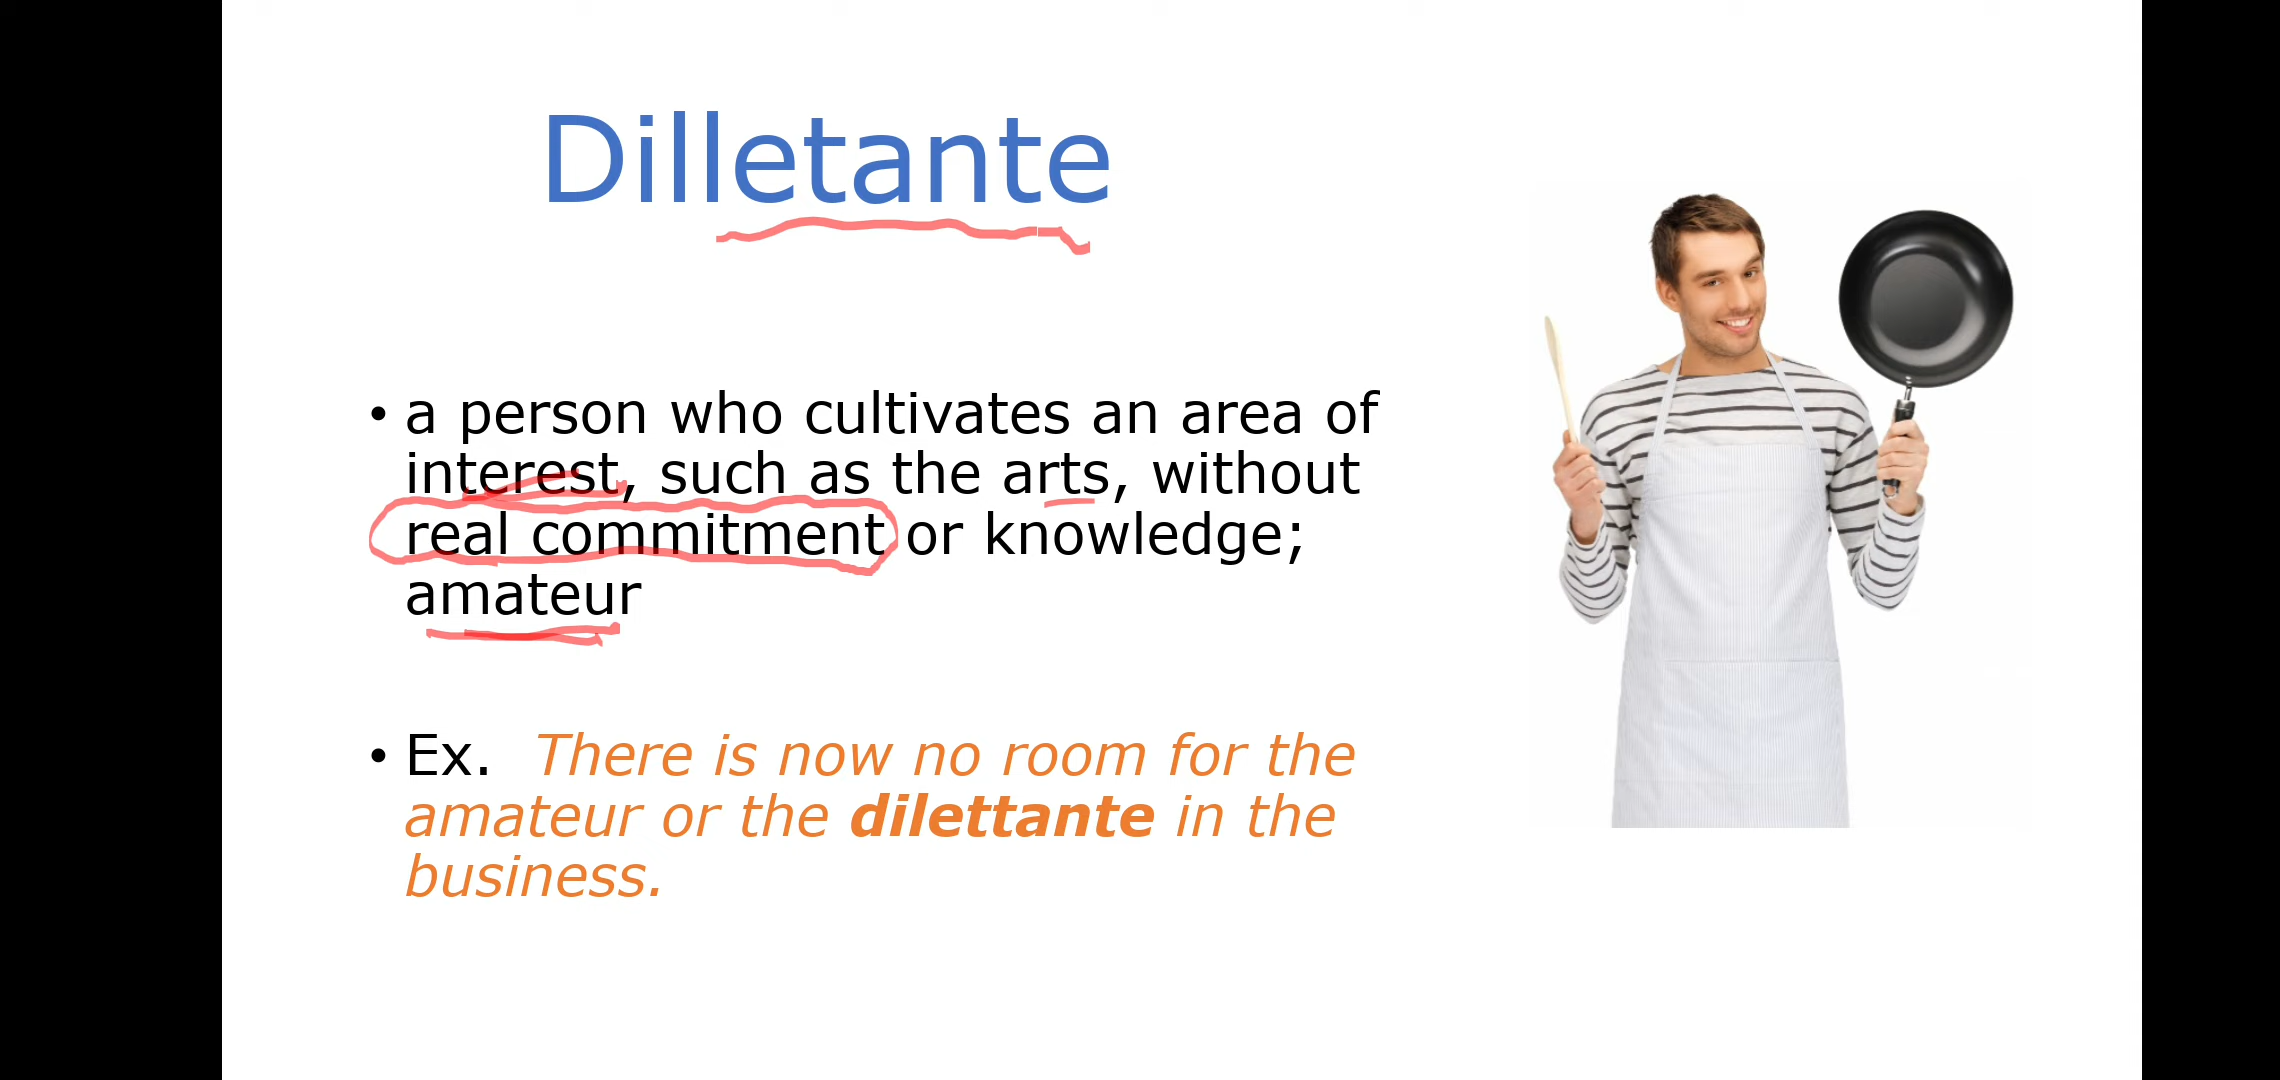 Dilletante
• a person who cultivates an area of
interest, such as the arts, without
real commitment or knowledge;
amateur
• Ex. There is now no room for the
amateur or the dilettante in the
business.